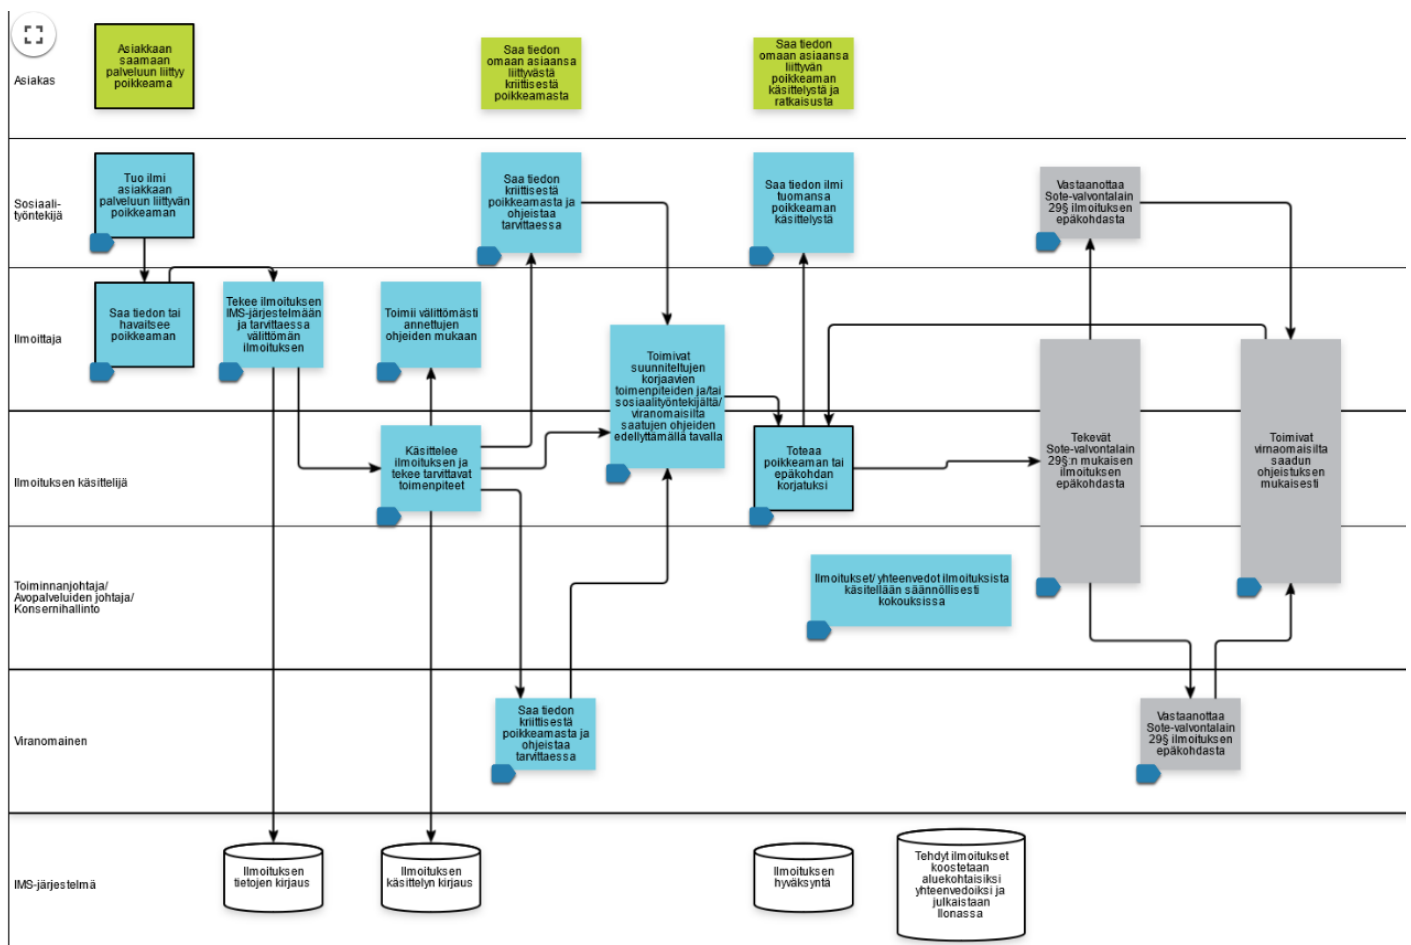 Asiakas
Asiakkaan
saamaan
palveluun liittyy
poikkeama
Saa tiedon
omaan asiaansa
liittyvästä
kriittisestä
poikkeamasta
Saa tiedon
omaan asiaansa
liittyvän
poikkeaman
käsittelystä ja
ratkaisusta
Sosiaali-
työntekijä
Tuo ilmi
asiakkaan
palveluun liittyvän
poikkeaman
Saa tiedon
kriittisestä
poikkeamasta ja
ohjeistaa
tarvittaessa
Saa tiedon ilmi
tuomansa
poikkeaman
käsittelystä
Vastaanottaa
Sote-valvontalain
29§ ilmoituksen
epäkohdasta
Ilmoittaja
Saa tiedon tai
havaitsee
poikkeaman
Tekee ilmoituksen
IMS-järjestelmään
ja tarvittaessa
välittömän
ilmoituksen
Toimii välittömästi
annettujen
ohjeiden mukaan
Toimivat
suunniteltujen
korjaavien
toimenpiteiden ja/tai
sosiaalityöntekijältä/
viranomaisilta
saatujen ohjeiden
edellyttämällä tavalla
Ilmoituksen käsittelijä
Käsittelee
ilmoituksen ja
tekee tarvittavat
toimenpiteet
Toteaa
poikkeaman tai
epäkohdan
korjatuksi
Tekevät
Sote-valvontalain
29§:n mukaisen
ilmoituksen
epäkohdasta
Toimivat
virnaomaisilta
saadun
ohjeistuksen
mukaisesti
Toiminnanjohtaja/
Avopalveluiden johtaja/
Konsernihallinto
Ilmoitukset/ yhteenvedot ilmoituksista
käsitellään säännöllisesti
kokouksissa
Viranomainen
Saa tiedon
kriittisestä
poikkeamasta ja
ohjeistaa
tarvittaessa
Vastaanottaa
Sote-valvontalain
29§ ilmoituksen
epäkohdasta
IMS-järjestelmä
Ilmoituksen
tietojen kirjaus
Ilmoituksen
käsittelyn kirjaus
Ilmoituksen
hyväksyntä
Tehdyt ilmoitukset
koostetaan
aluekohtaisiksi
yhteenvedoiksi ja
julkaistaan
Ilonassa